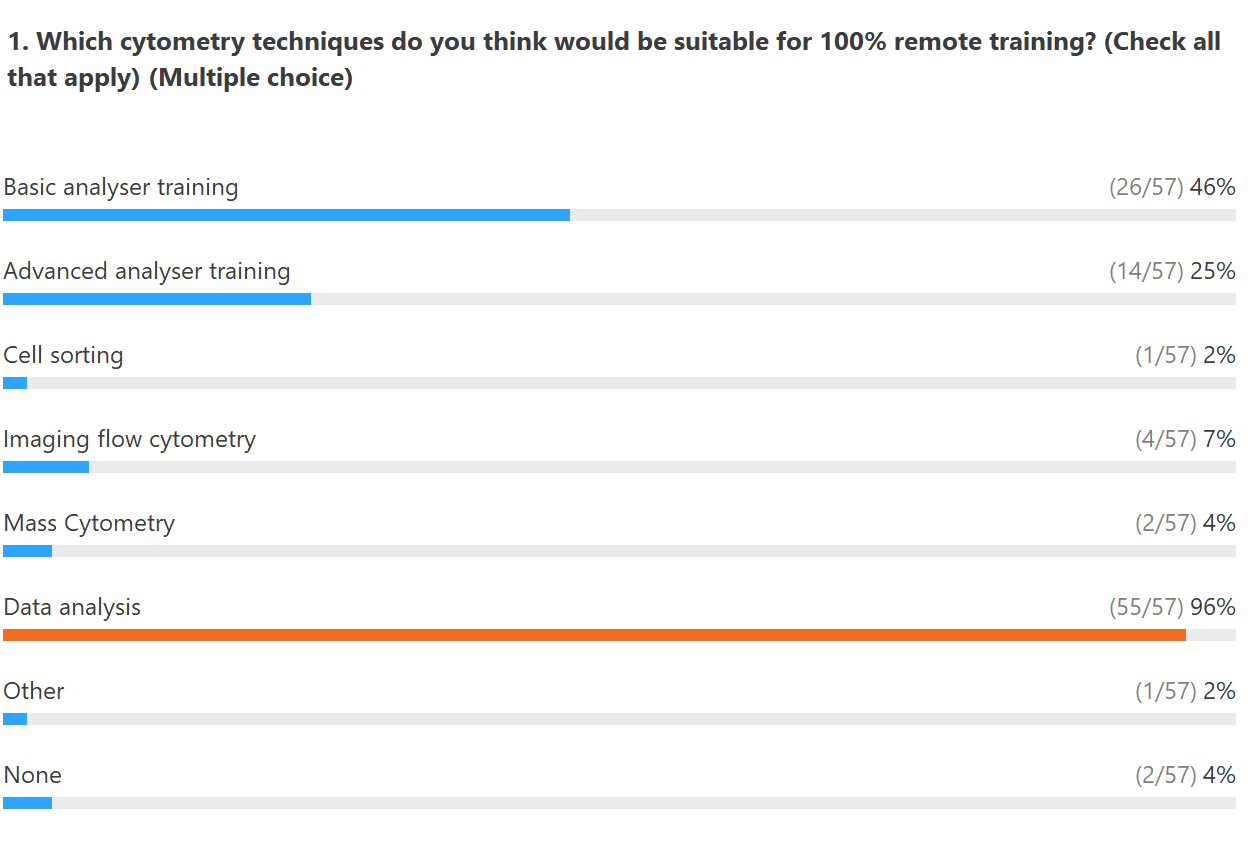 1. Which cytometry techniques do you think would be suitable for 100% remote training? (Check all
that apply) (Multiple choice)
Basic analyser training (26/57) 46%
Advanced analyser training (14/57) 25%
Cell sorting (1/57) 2%
Imaging flow cytometry (4/57) 7%
Mass Cytometry (2/57) 4%
Data analysis (55/57) 96%
Other (1/57) 2%
None (2/57) 4%